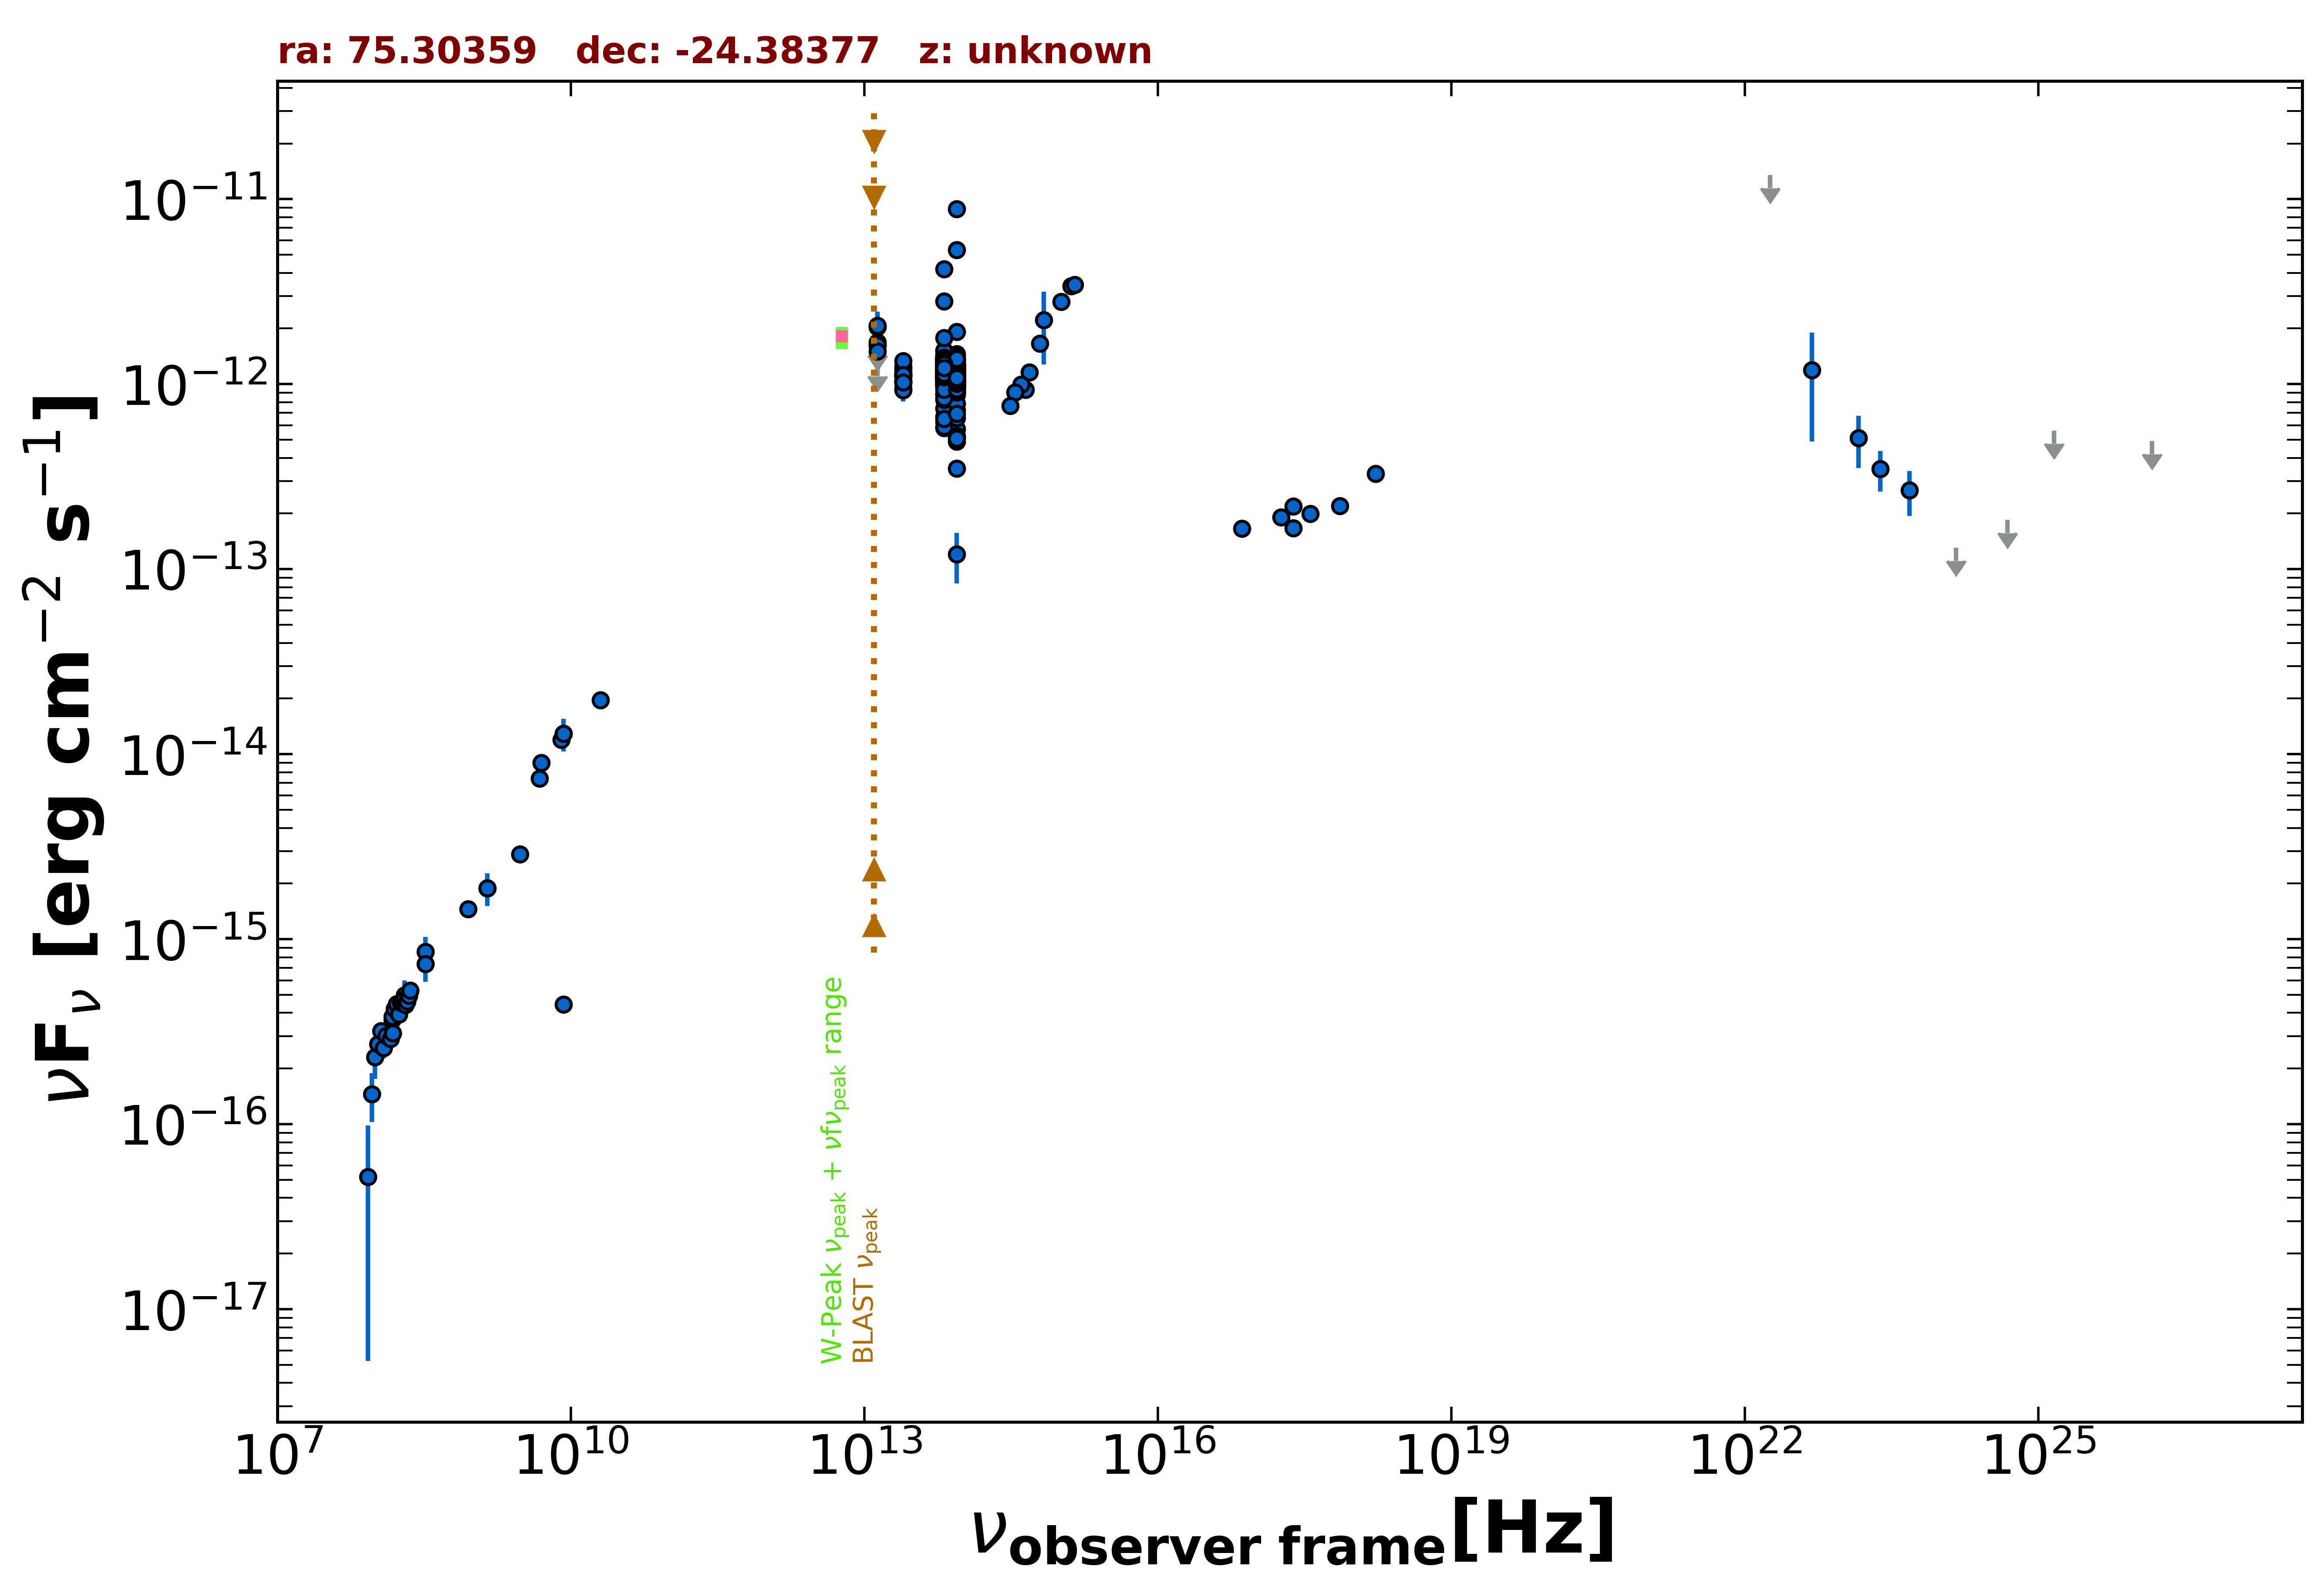 ra: 75.30359   dec: -24.38377   z: unknown
νFν [erg cm−2 s−1]
10−11
10−12
10−13
10−14
10−15
10−16
10−17
W-Peak νpeak + νfνpeak range
BLAST νpeak
107 1010 1013 1016 1019 1022 1025
νobserver frame[Hz]